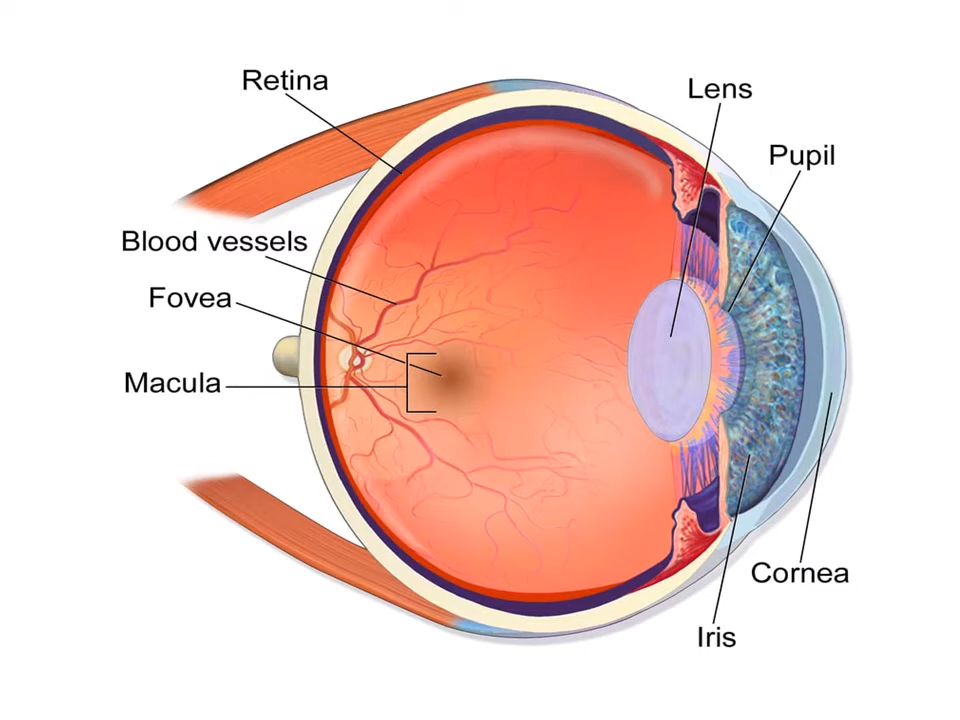 Retina
Lens
Pupil
Blood vessels
Fovea
Macula
Cornea
Iris